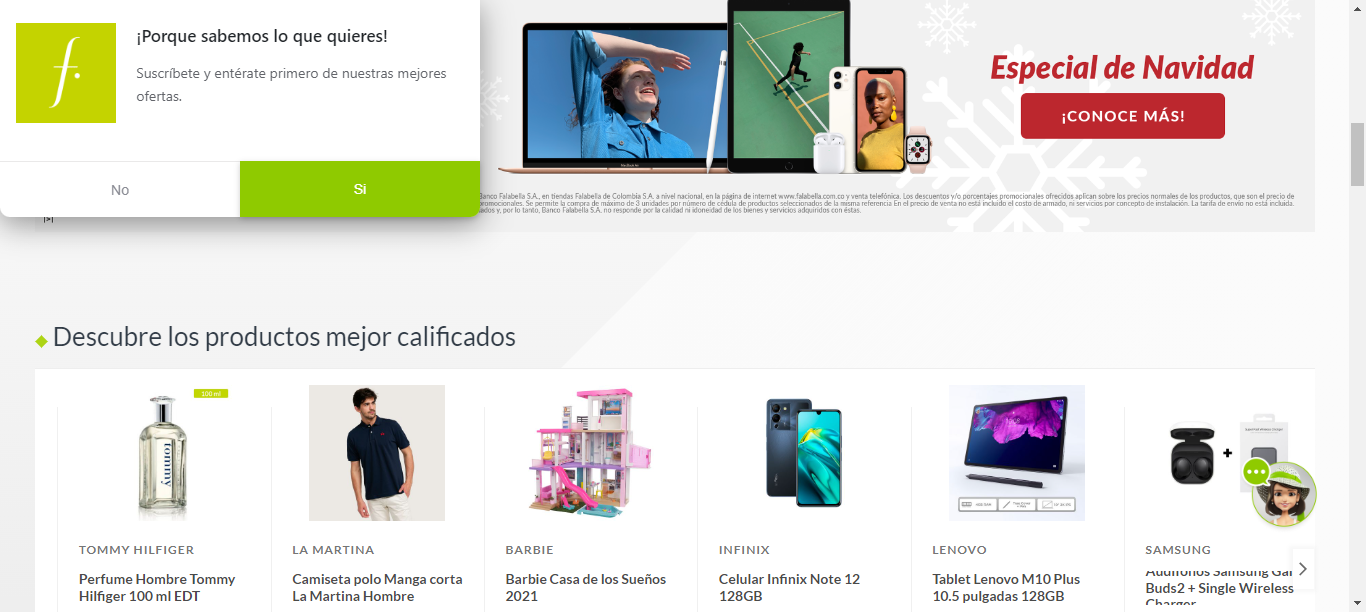 ¡Porque sabemos lo que quieres!
Suscríbete y entérate primero de nuestras mejores
ofertas.
No
Si
Especial de Navidad
¡CONOCE MÁS!
Banco Falabella S.A., en tiendas Falabella de Colombia S.A. a nivel nacional, en la página de internet www.falabella.com.co y venta telefónica. Los descuentos y/o porcentajes promocionales ofrecidos aplican sobre los precios normales de los productos, que son el precio de
promocionales. Se permite la compra de máximo de 3 unidades por número de cédula de productos seleccionados de la misma referencia En el precio de venta no está incluido el costo de armado, ni servicios por concepto de instalación. La tarifa de envío no está incluida.
y, por lo tanto, Banco Falabella S.A. no responde por la calidad ni idoneidad de los bienes y servicios adquiridos con éstas.
Descubre los productos mejor calificados
100 ml
tommy
TOMMY HILFIGER
Perfume Hombre Tommy
Hilfiger 100 ml EDT
LA MARTINA
Camiseta polo Manga corta
La Martina Hombre
BARBIE
Barbie Casa de los Sueños
2021
INFINIX
Celular Infinix Note 12
128GB
LENOVO
Tablet Lenovo M10 Plus
10.5 pulgadas 128GB
SAMSUNG
Audífonos Samsung Gal
Buds2 + Single Wireless
Charger